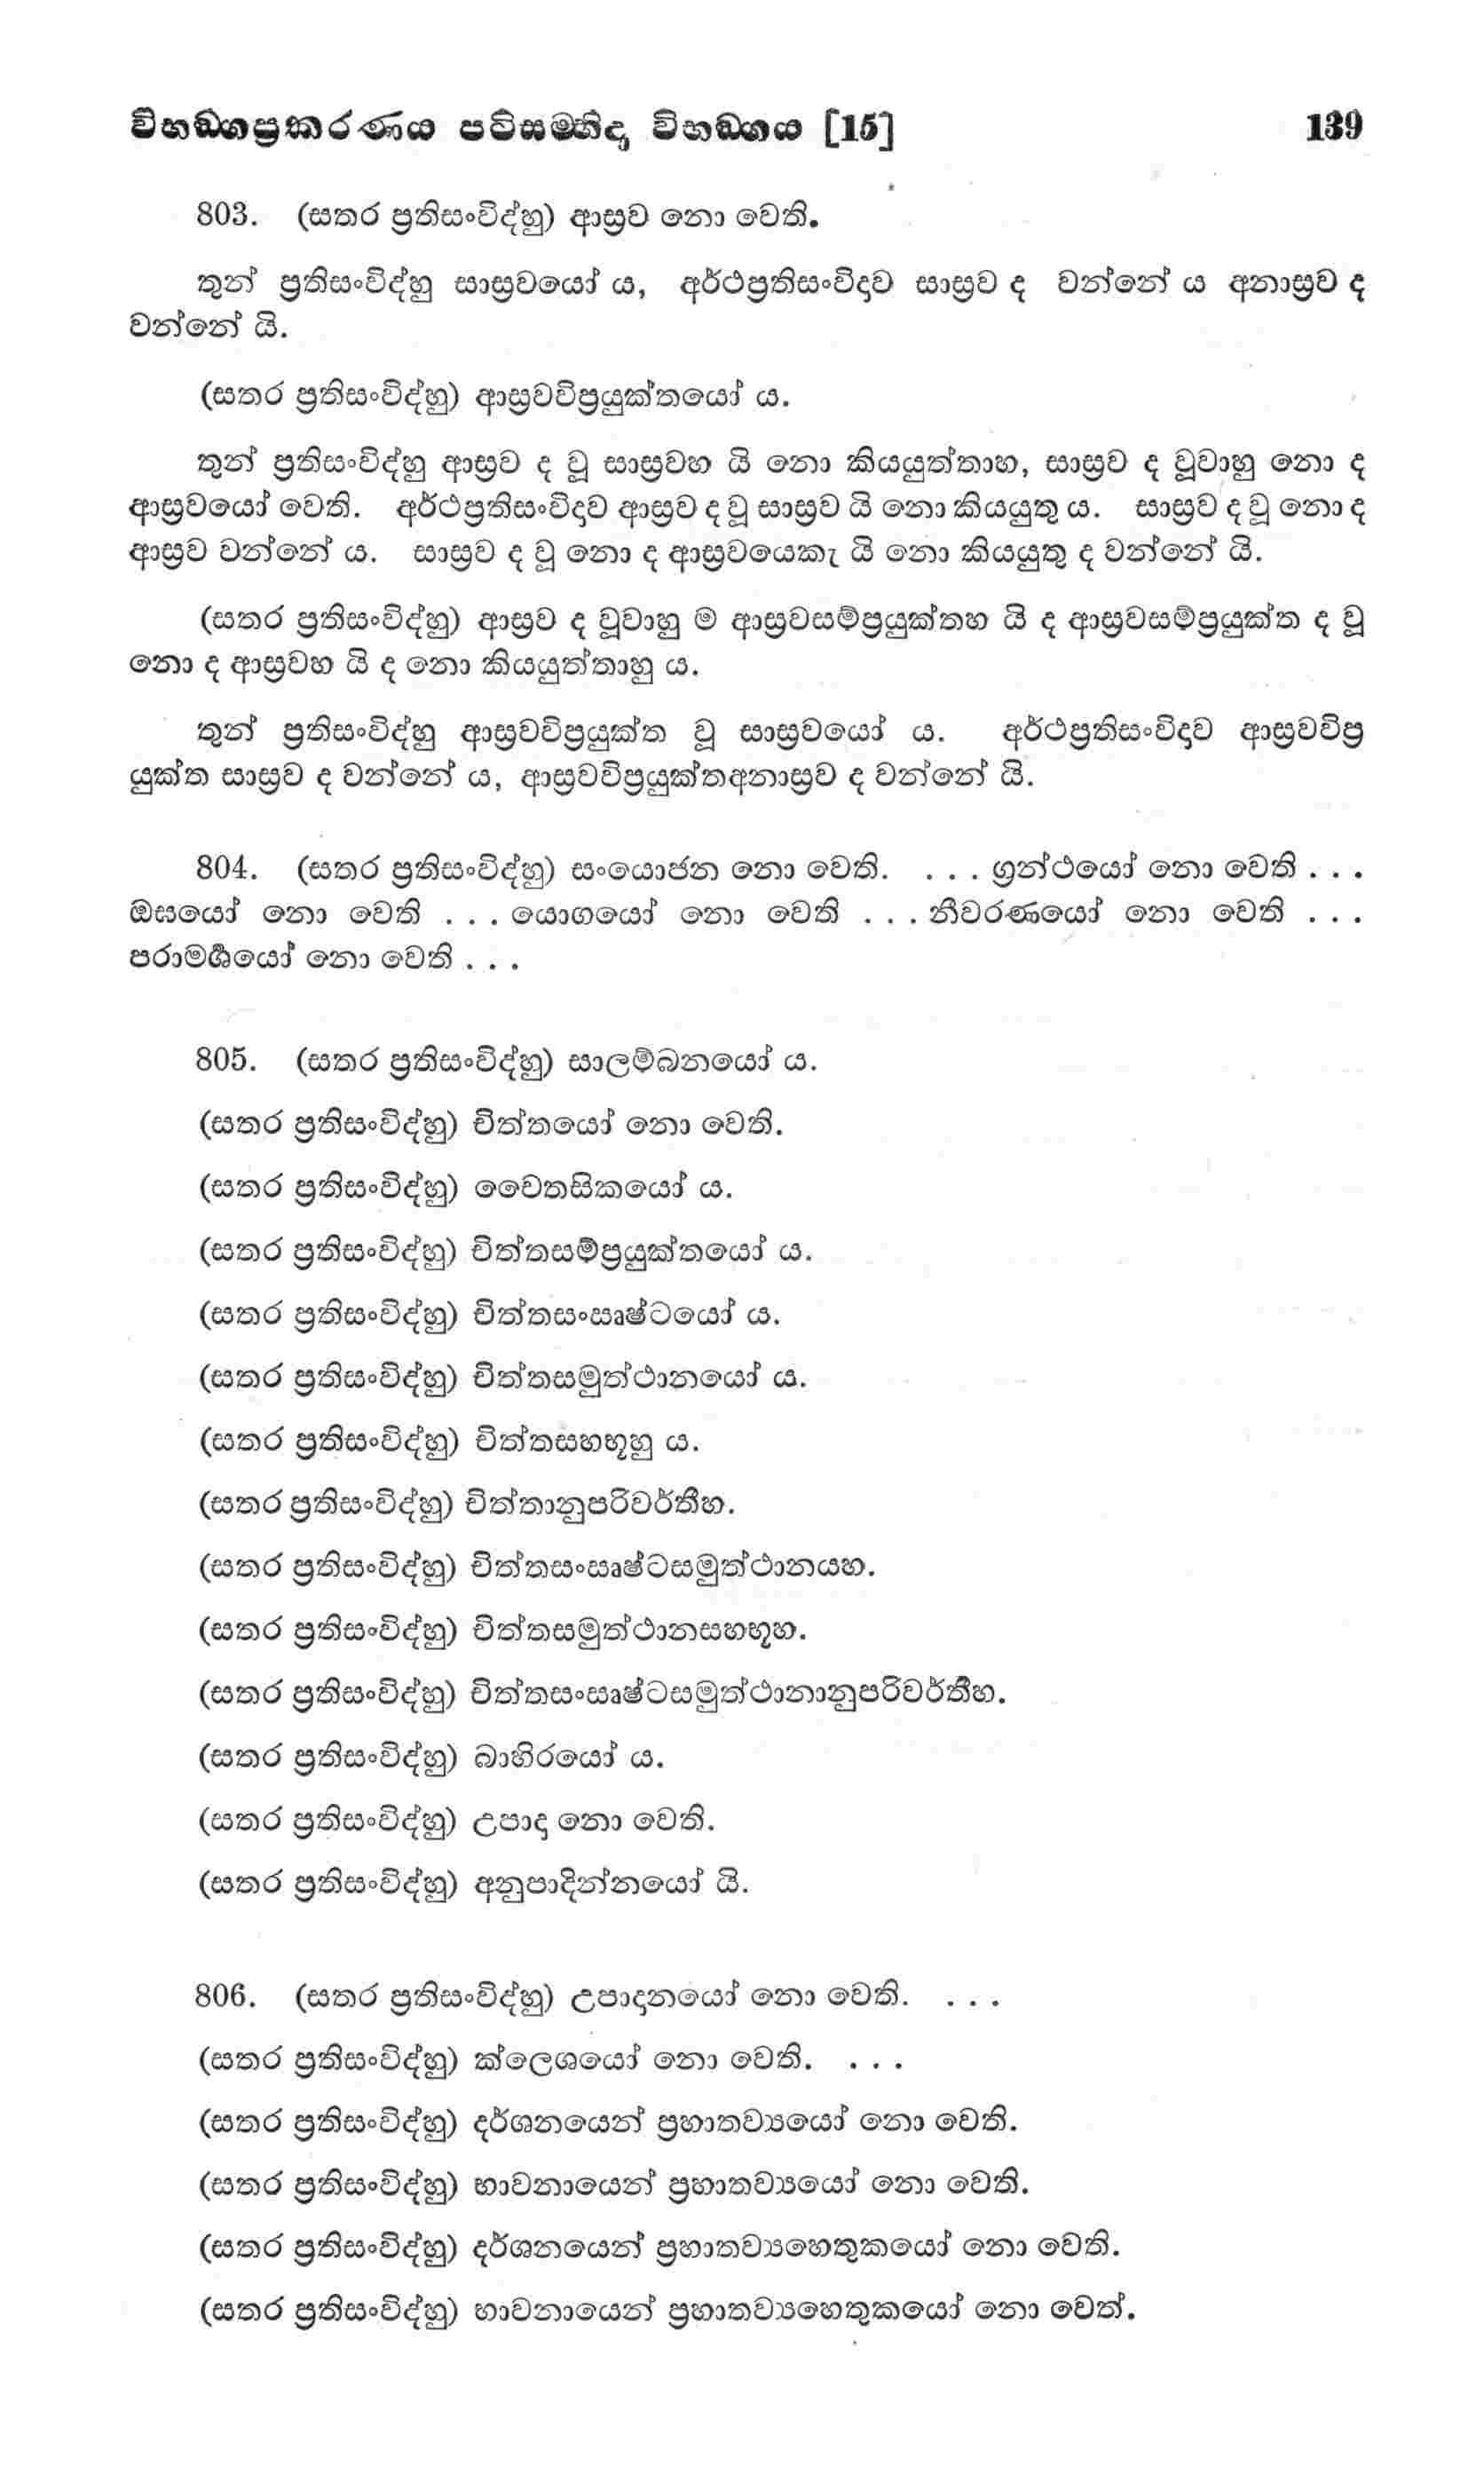 විභඞ්ගප්‍රකරණය පටිසම්භිදා විභඞ්ගය [15] 139
803. (සතර ප්‍රතිසංවිද්හු) ආස්‍රව නො වෙති.
තුන් ප්‍රතිසංවිද්හු සාස්‍රවයෝ ය, අර්ථප්‍රතිසංවිදාව සාස්‍රව ද වන්නේ ය අනාස්‍රව ද
වන්නේ යි.
(සතර ප්‍රතිසංවිද්හු) ආස්‍රවවිප්‍රයුක්තයෝ ය.
තුන් ප්‍රතිසංවිද්හු ආස්‍රව ද වූ සාස්‍රවහ යි නො කියයුත්තාහ, සාස්‍රව ද වූවාහු නො ද
ආස්‍රවයෝ වෙති. අර්ථප්‍රතිසංවිදාව ආස්‍රව ද වූ සාස්‍රව යි නො කියයුතු ය. සාස්‍රව ද වූ නො ද
ආස්‍රව වන්නේ ය. සාස්‍රව ද වූ නො ද ආස්‍රවයෙකැ යි නො කියයුතු ද වන්නේ යි.
(සතර ප්‍රතිසංවිද්හු) ආස්‍රව ද වූවාහු ම ආස්‍රවසම්ප්‍රයුක්තහ යි ද ආස්‍රවසම්ප්‍රයුක්ත ද වූ
නො ද ආස්‍රවහ යි ද නො කියයුත්තාහු ය.
තුන් ප්‍රතිසංවිද්හු ආස්‍රවවිප්‍රයුක්ත වූ සාස්‍රවයෝ ය. අර්ථප්‍රතිසංවිදාව ආස්‍රවවිප්‍ර
යුක්ත සාස්‍රව ද වන්නේ ය, ආස්‍රවවිප්‍රයුක්තඅනාස්‍රව ද වන්නේ යි.
804. (සතර ප්‍රතිසංවිද්හු) සංයොජන නො වෙති. . . . ග්‍රන්ථයෝ නො වෙති . . .
ඔඝයෝ නො වෙති . . . යොගයෝ නො වෙති . . . නීවරණයෝ නො වෙති . . .
පරාමර්‍ශයෝ නො වෙති . . .
805. (සතර ප්‍රතිසංවිද්හු) සාලම්බනයෝ ය.
(සතර ප්‍රතිසංවිද්හු) චිත්තයෝ නො වෙති.
(සතර ප්‍රතිසංවිද්හු) චෛතසිකයෝ ය.
(සතර ප්‍රතිසංවිද්හු) චිත්තසම්ප්‍රයුක්තයෝ ය.
(සතර ප්‍රතිසංවිද්හු) චිත්තසංසෘෂ්ටයෝ ය.
(සතර ප්‍රතිසංවිද්හු) චිත්තසමුත්ථානයෝ ය.
(සතර ප්‍රතිසංවිද්හු) චිත්තසහභූහු ය.
(සතර ප්‍රතිසංවිද්හු) චිත්තානුපරිවර්තීහ.
(සතර ප්‍රතිසංවිද්හු) චිත්තසංසෘෂ්ටසමුත්ථානයහ.
(සතර ප්‍රතිසංවිද්හු) චිත්තසමුත්ථානසහභූහ.
(සතර ප්‍රතිසංවිද්හු) චිත්තසංසෘෂ්ටසමුත්ථානානුපරිවර්තීහ.
(සතර ප්‍රතිසංවිද්හු) බාහිරයෝ ය.
(සතර ප්‍රතිසංවිද්හු) උපාදා නො වෙති.
(සතර ප්‍රතිසංවිද්හු) අනුපාදින්නයෝ යි.
806. (සතර ප්‍රතිසංවිද්හු) උපාදානයෝ නො වෙති. . . .
(සතර ප්‍රතිසංවිද්හු) ක්ලෙශයෝ නො වෙති. . . .
(සතර ප්‍රතිසංවිද්හු) දර්ශනයෙන් ප්‍රහාතව්‍යයෝ නො වෙති.
(සතර ප්‍රතිසංවිද්හු) භාවනායෙන් ප්‍රහාතව්‍යයෝ නො වෙති.
(සතර ප්‍රතිසංවිද්හු) දර්ශනයෙන් ප්‍රහාතව්‍යහෙතුකයෝ නො වෙති.
(සතර ප්‍රතිසංවිද්හු) භාවනායෙන් ප්‍රහාතව්‍යහෙතුකයෝ නො වෙත්.